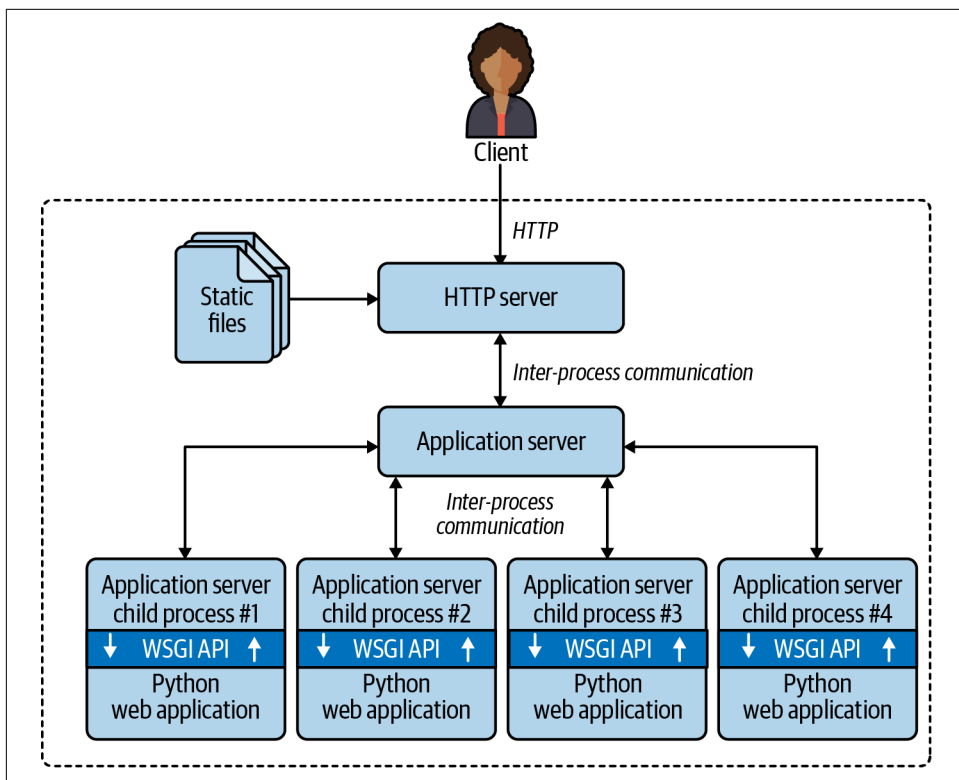 Client
HTTP
Static
files
HTTP server
Inter-process communication
Application server
Inter-process
communication
Application server
child process #1
WSGI API
Python
web application
Application server
child process #2
WSGI API
Python
web application
Application server
child process #3
WSGI API
Python
web application
Application server
child process #4
WSGI API
Python
web application